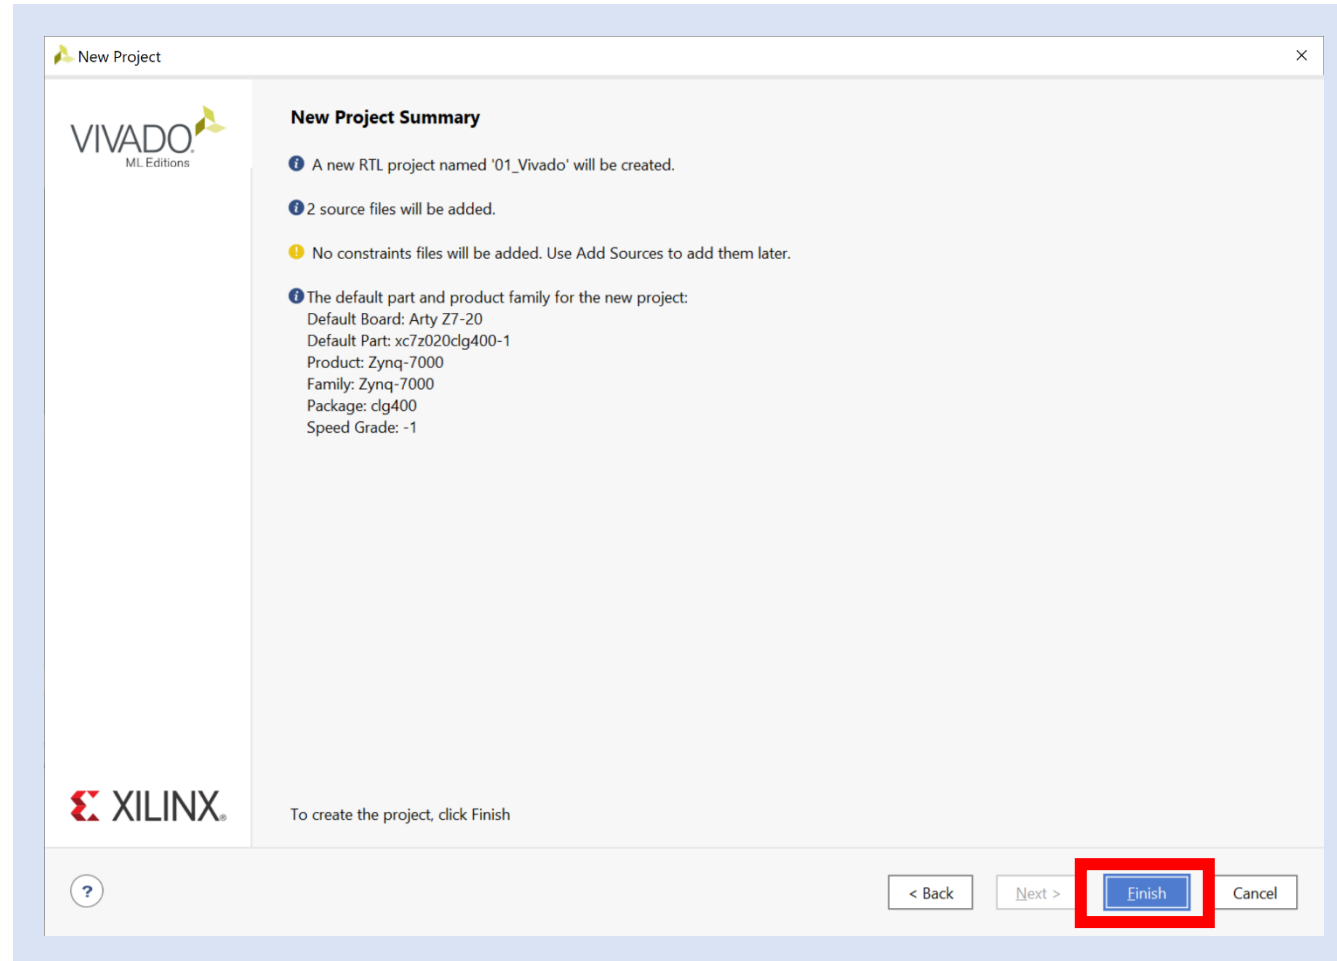 New Project
VIVADO.
ML Editions
New Project Summary
A new RTL project named '01_Vivado' will be created.
2 source files will be added.
No constraints files will be added. Use Add Sources to add them later.
The default part and product family for the new project:
Default Board: Arty Z7-20
Default Part: xc7z020clg400-1
Product: Zynq-7000
Family: Zynq-7000
Package: clg400
Speed Grade: -1
XILINX®
To create the project, click Finish
?
< Back
Next >
Finish
Cancel